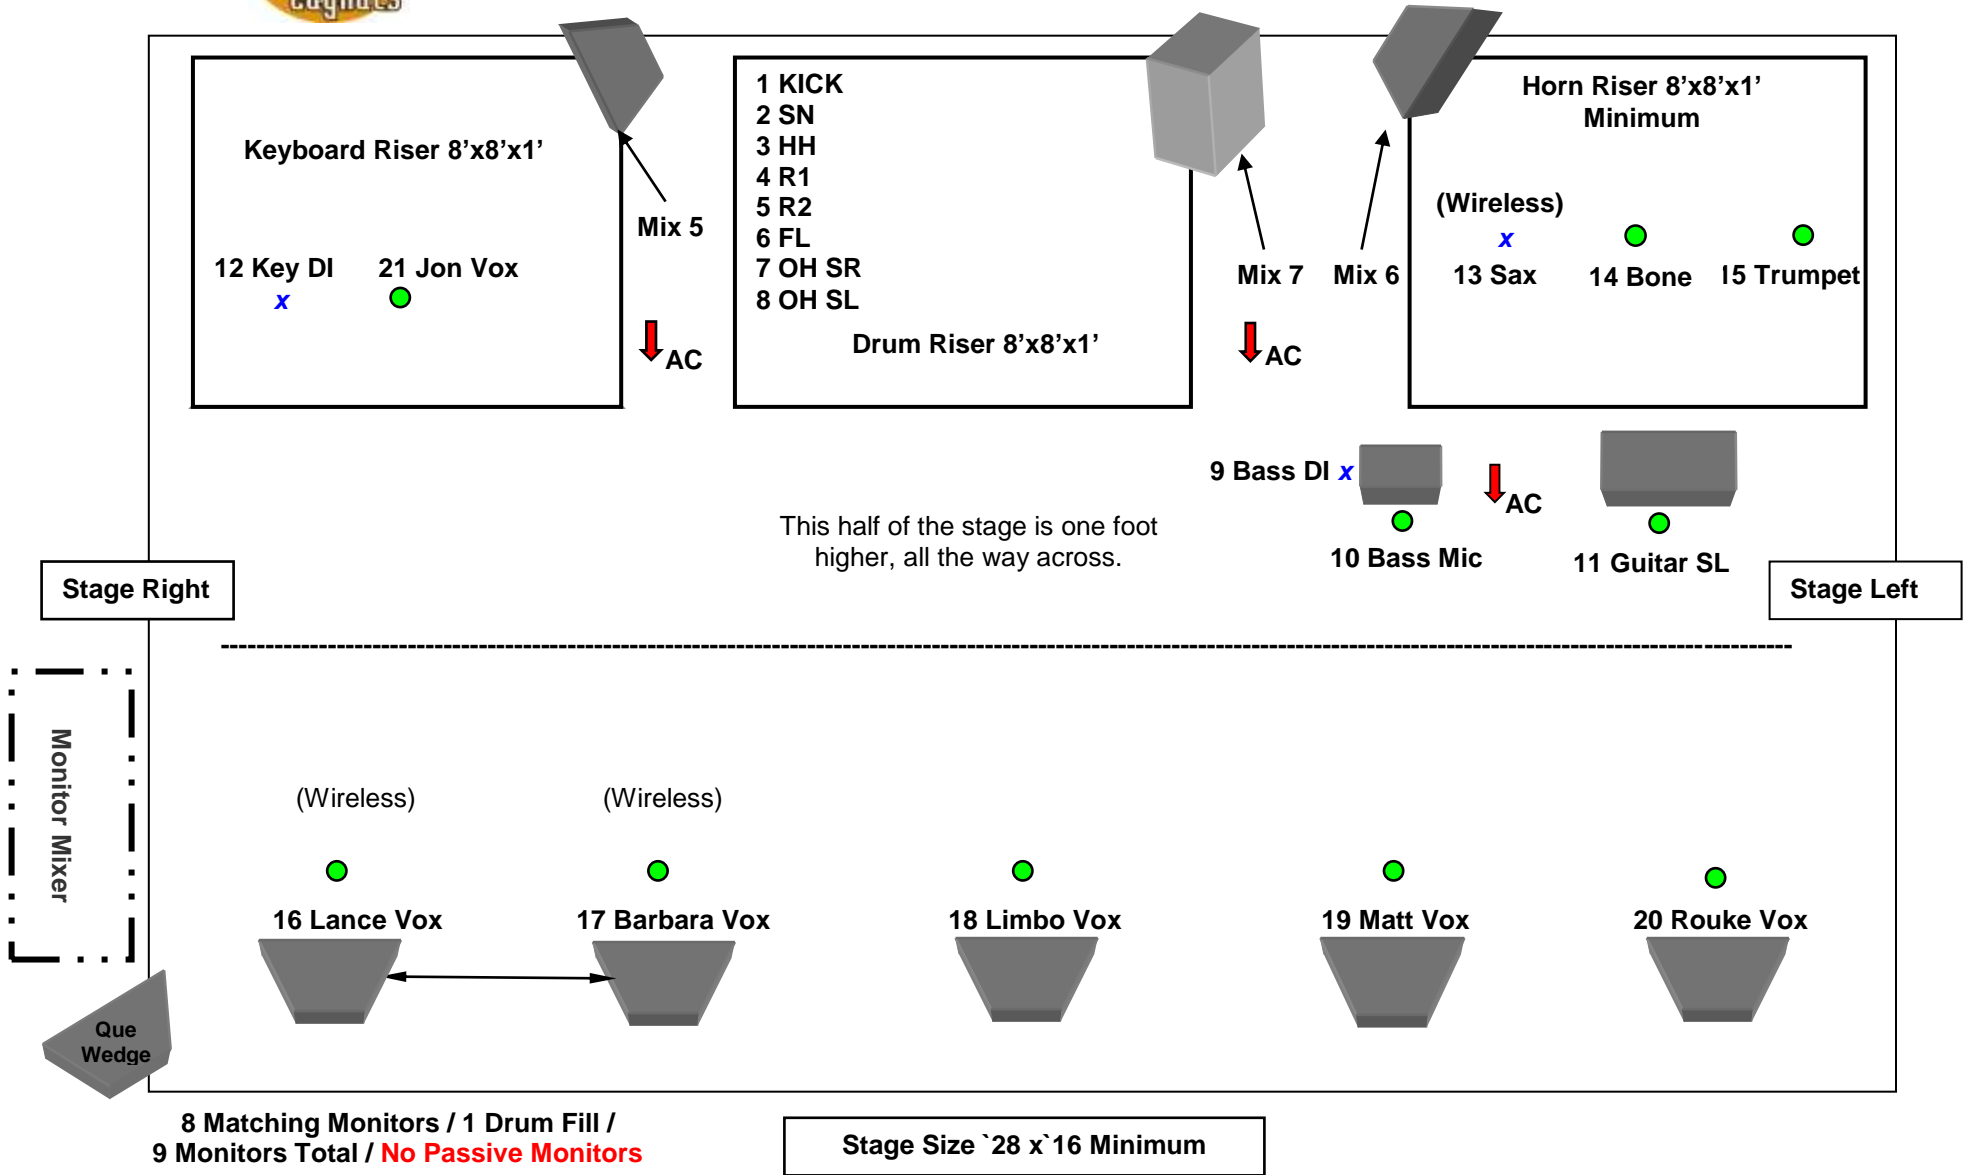 1 KICK
2 SN
3 HH
4 R1
5 R2
6 FL
7 OH SR
8 OH SL
Drum Riser 8’x8’x1’
Keyboard Riser 8’x8’x1’
12 Key DI
x
21 Jon Vox
Mix 5
AC
Horn Riser 8’x8’x1’
Minimum
(Wireless)
x
13 Sax
14 Bone
15 Trumpet
Mix 7
Mix 6
AC
9 Bass DI x
10 Bass Mic
AC
11 Guitar SL
This half of the stage is one foot
higher, all the way across.
Stage Right
Stage Left
--------------------------------------------------------------------------------
Monitor Mixer
(Wireless)
(Wireless)
16 Lance Vox
17 Barbara Vox
18 Limbo Vox
19 Matt Vox
20 Rouke Vox
Que
Wedge
8 Matching Monitors / 1 Drum Fill /
9 Monitors Total / No Passive Monitors
Stage Size `28 x`16 Minimum